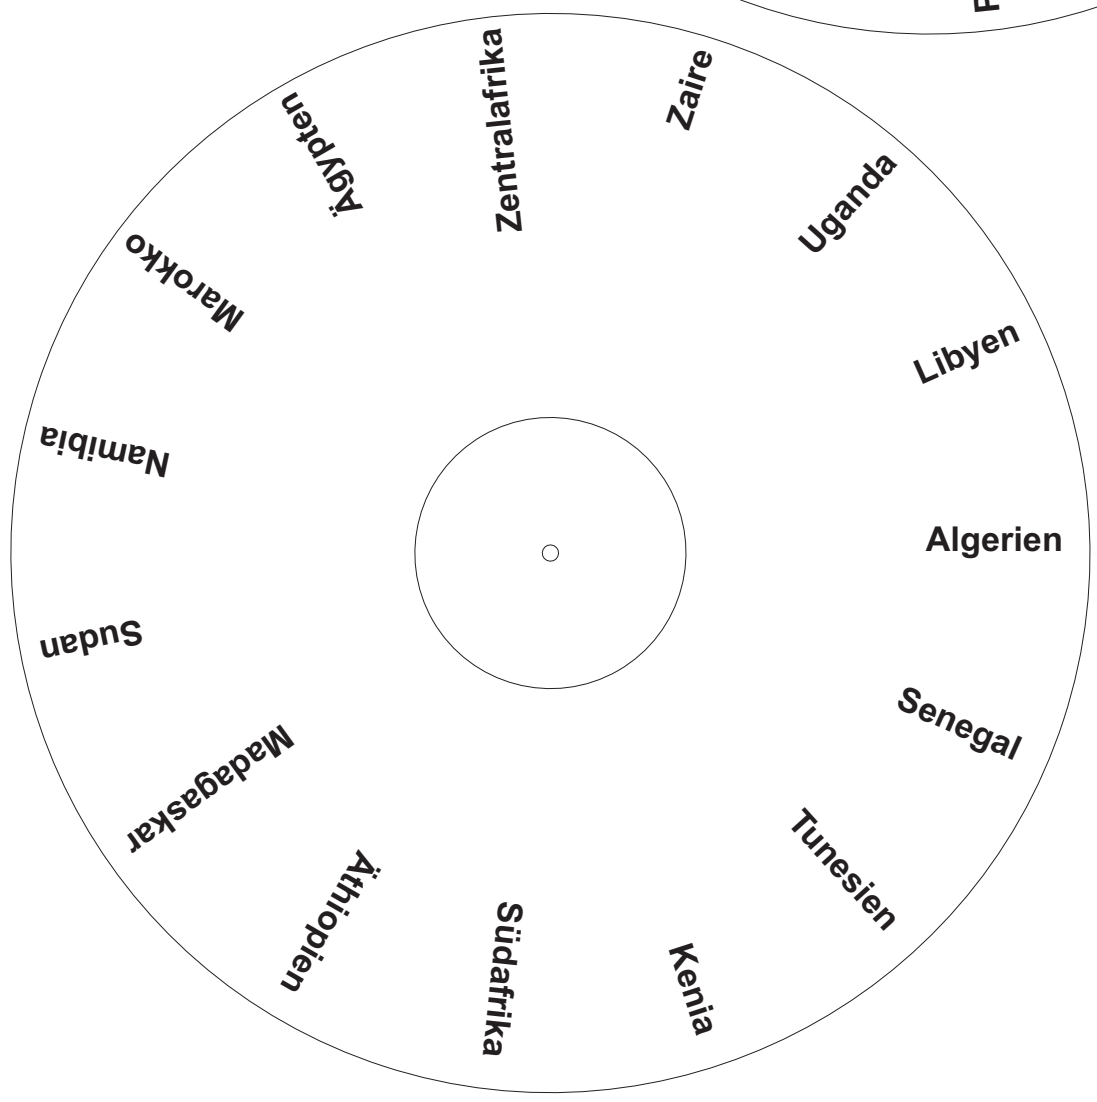 Zentralafrika
Zaire
Uganda
Libyen
Algerien
Senegal
Tunesien
Kenia
Südafrika
Äthiopien
Madagaskar
Sudan
Namibia
Marokko
Ägypten